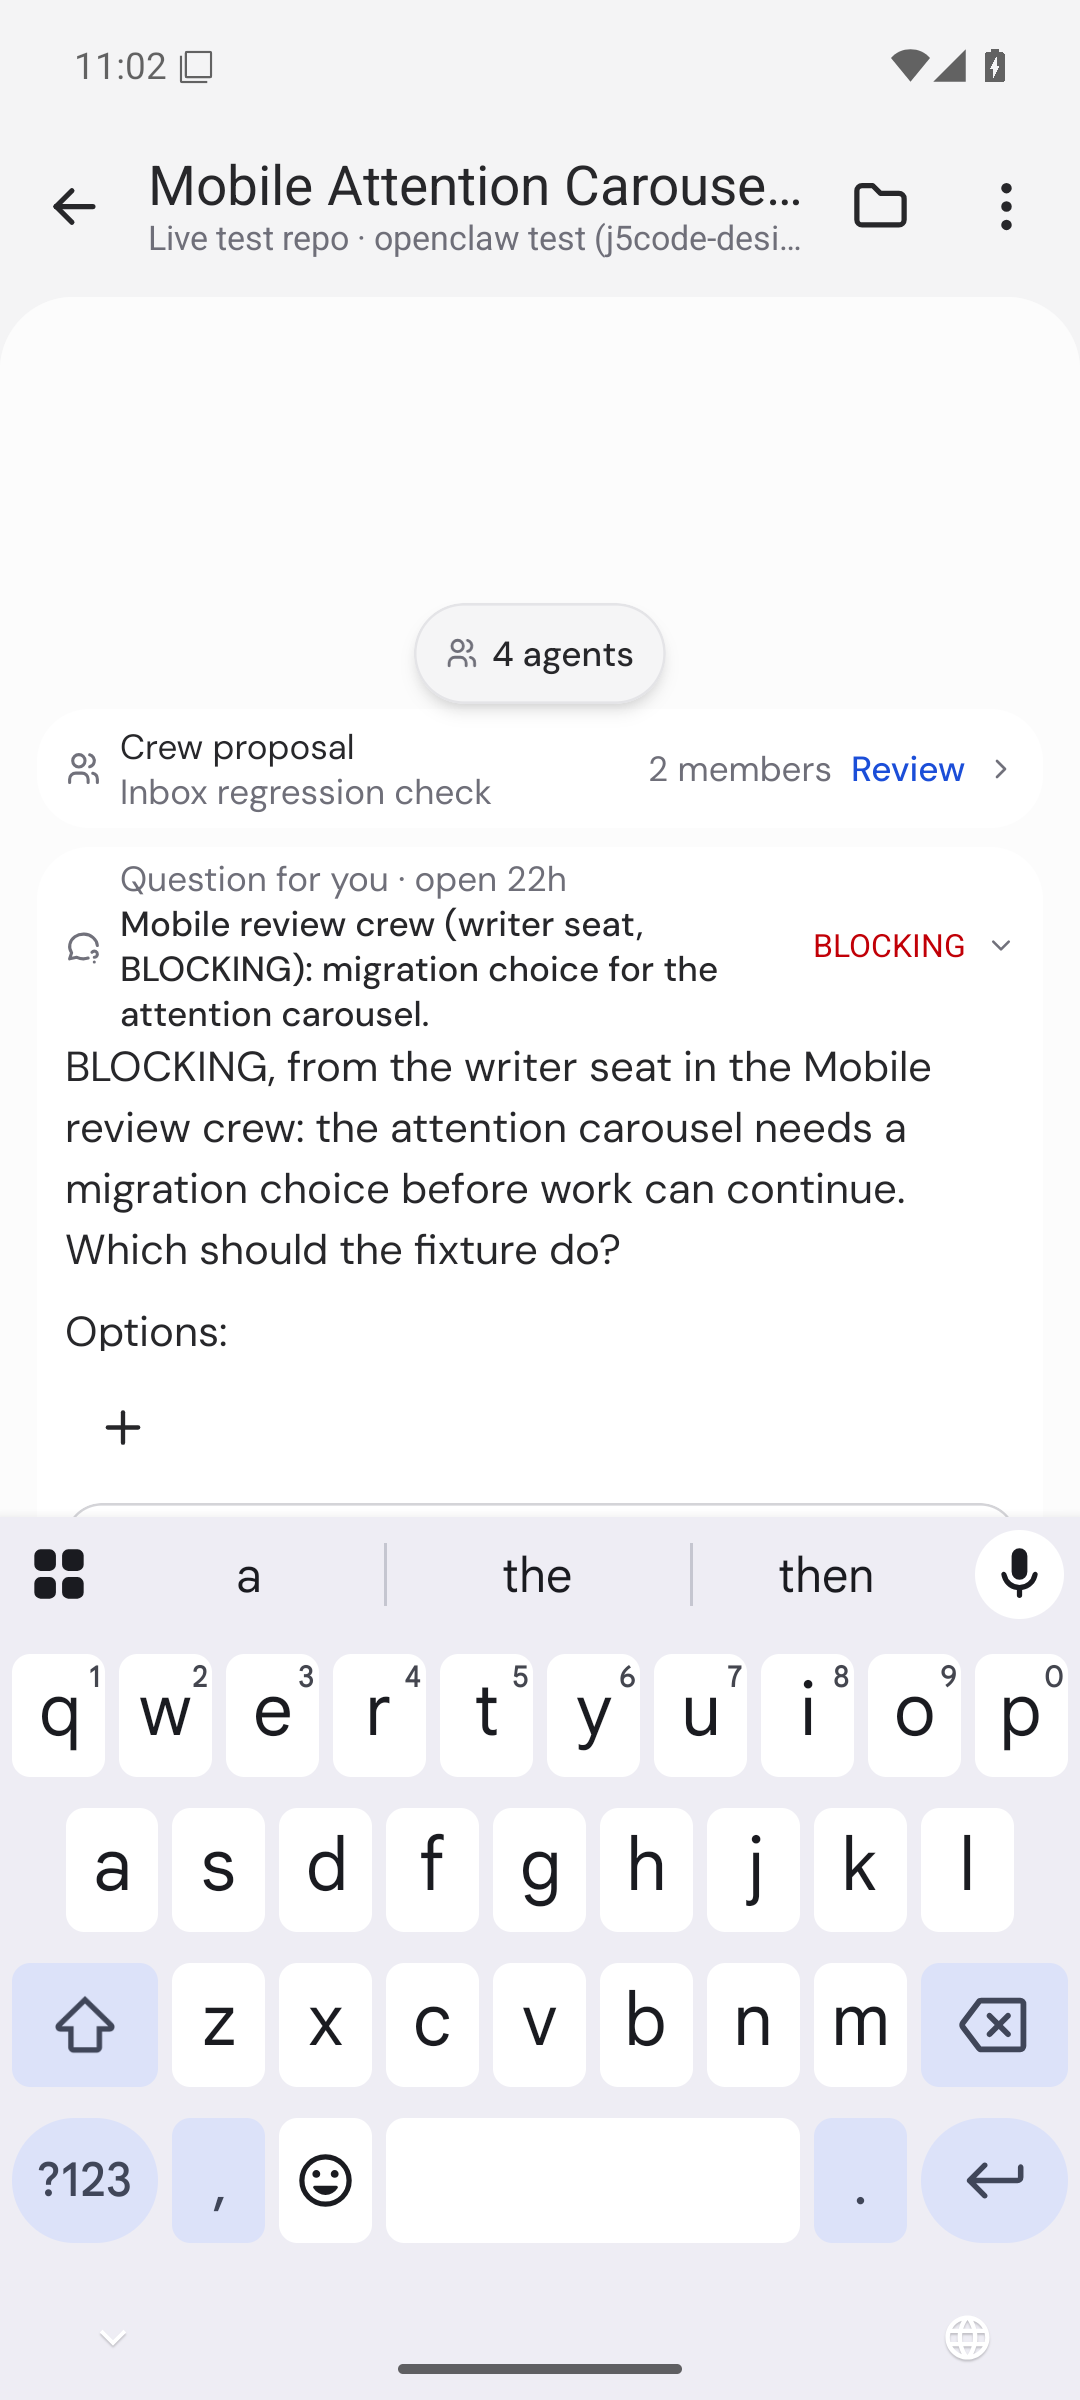 11:02
Mobile Attention Carouse...
Live test repo · openclaw test (j5code-desi...
4 agents
Crew proposal
Inbox regression check
2 members Review
Question for you · open 22h
Mobile review crew (writer seat,
BLOCKING): migration choice for the
attention carousel.
BLOCKING
BLOCKING, from the writer seat in the Mobile
review crew: the attention carousel needs a
migration choice before work can continue.
Which should the fixture do?
Options:
a the then
q 1 w 2 e 3 r 4 t 5 y 6 u 7 i 8 o 9 p 0
a s d f g h j k l
z x c v b n m
?123 , .